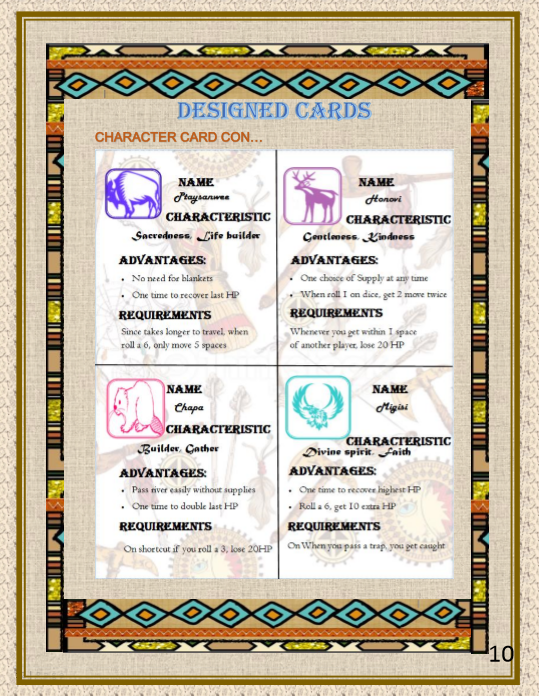 DESIGNED CARDS
CHARACTER CARD CON...
NAME
Ptaysanwee
CHARACTERISTIC
Sacredness, Life builder
ADVANTAGES:
• No need for blankets
• One time to recover last HP
REQUIREMENTS
Since takes longer to travel, when
roll a 6, only move 5 spaces
NAME
Honovi
CHARACTERISTIC
Gentleness, Kindness
ADVANTAGES:
• One choice of Supply at any time
• When roll 1 on dice, get 2 move twice
REQUIREMENTS
Whenever you get within 1 space
of another player, lose 20 HP
NAME
Chapa
CHARACTERISTIC
Builder, Gather
ADVANTAGES:
• Pass river easily without supplies
• One time to double last HP
REQUIREMENTS
On shortcut if you roll a 3, lose 20HP
NAME
Migisi
CHARACTERISTIC
Divine spirit, Faith
ADVANTAGES:
• One time to recover highest HP
• Roll a 6, get 10 extra HP
REQUIREMENTS
On When you pass a trap, you get caught
10